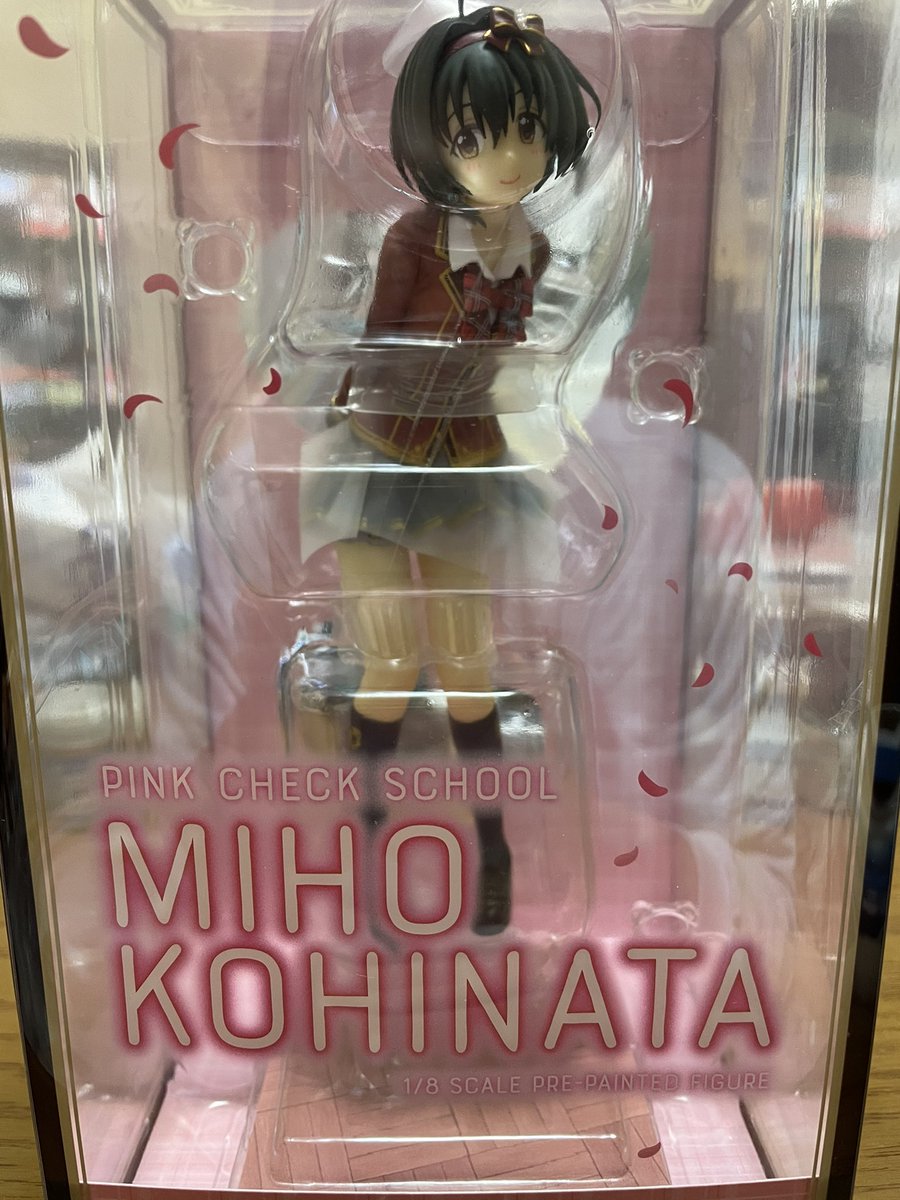 PINK CHECK SCHOOL
MIHO
KOHINATA
1/8 SCALE PRE-PAINTED FIGURE